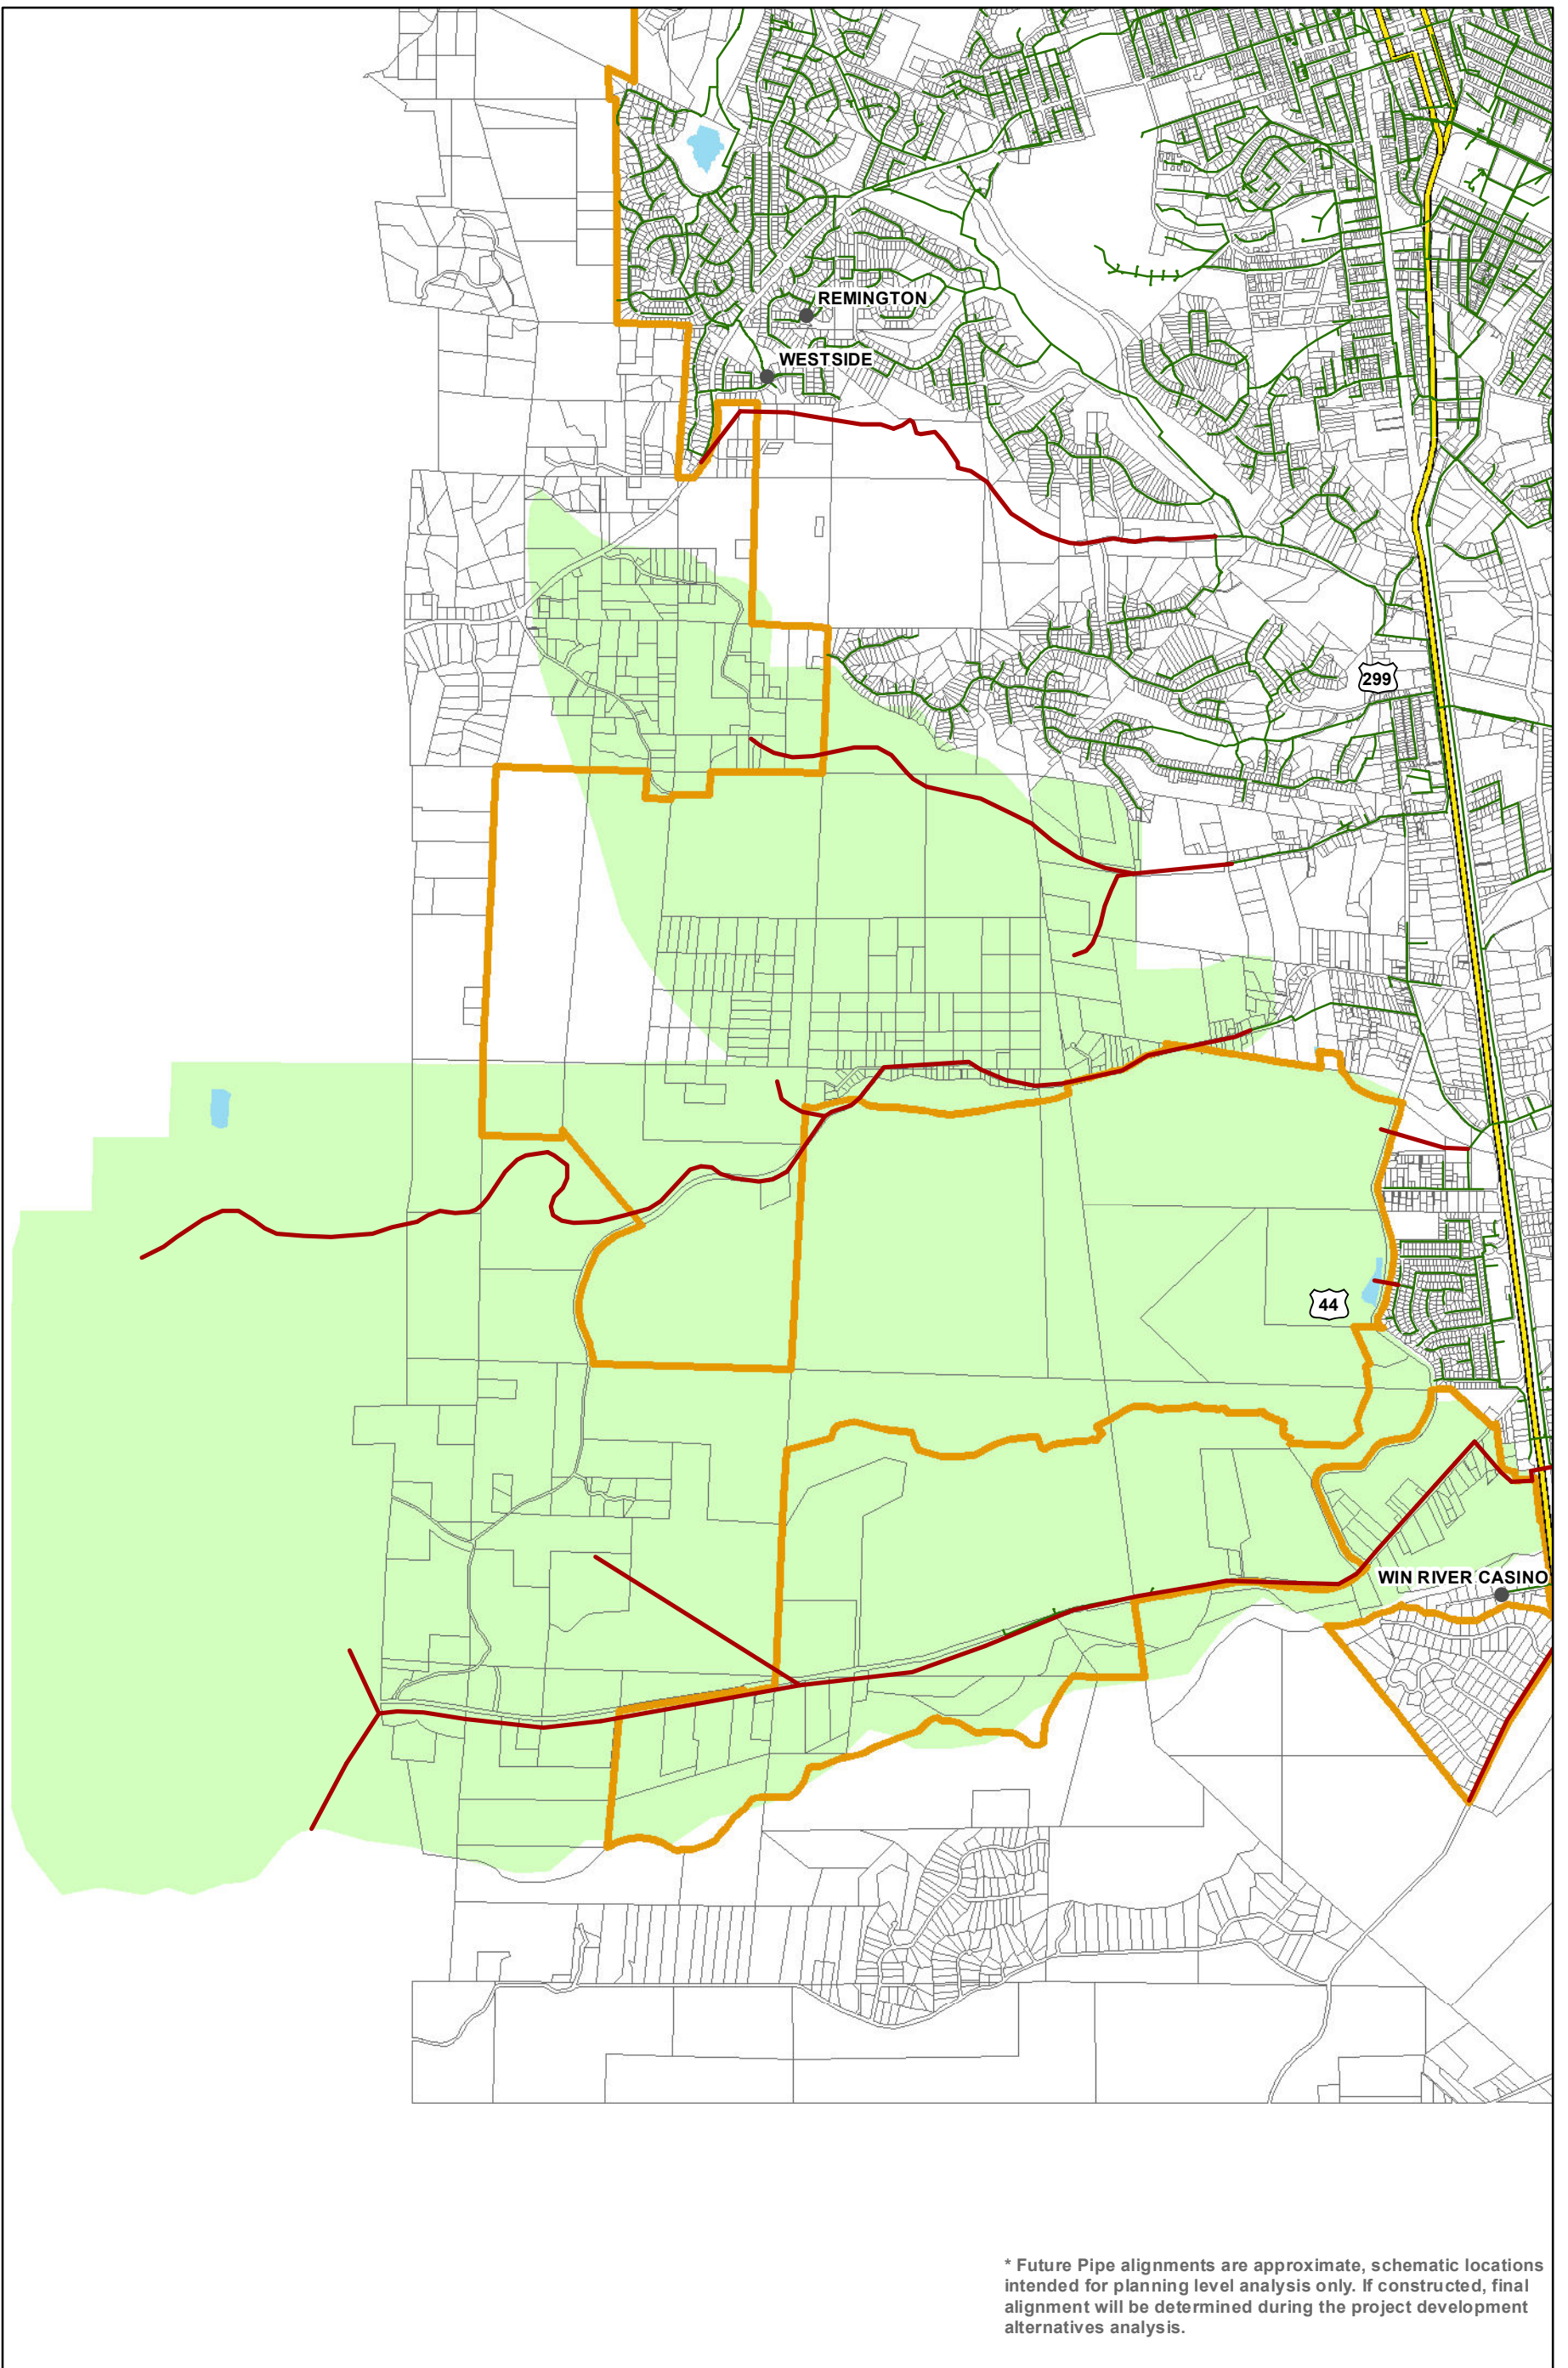 REMINGTON
WESTSIDE
299
44
WIN RIVER CASINO
* Future Pipe alignments are approximate, schematic locations
intended for planning level analysis only. If constructed, final
alignment will be determined during the project development
alternatives analysis.